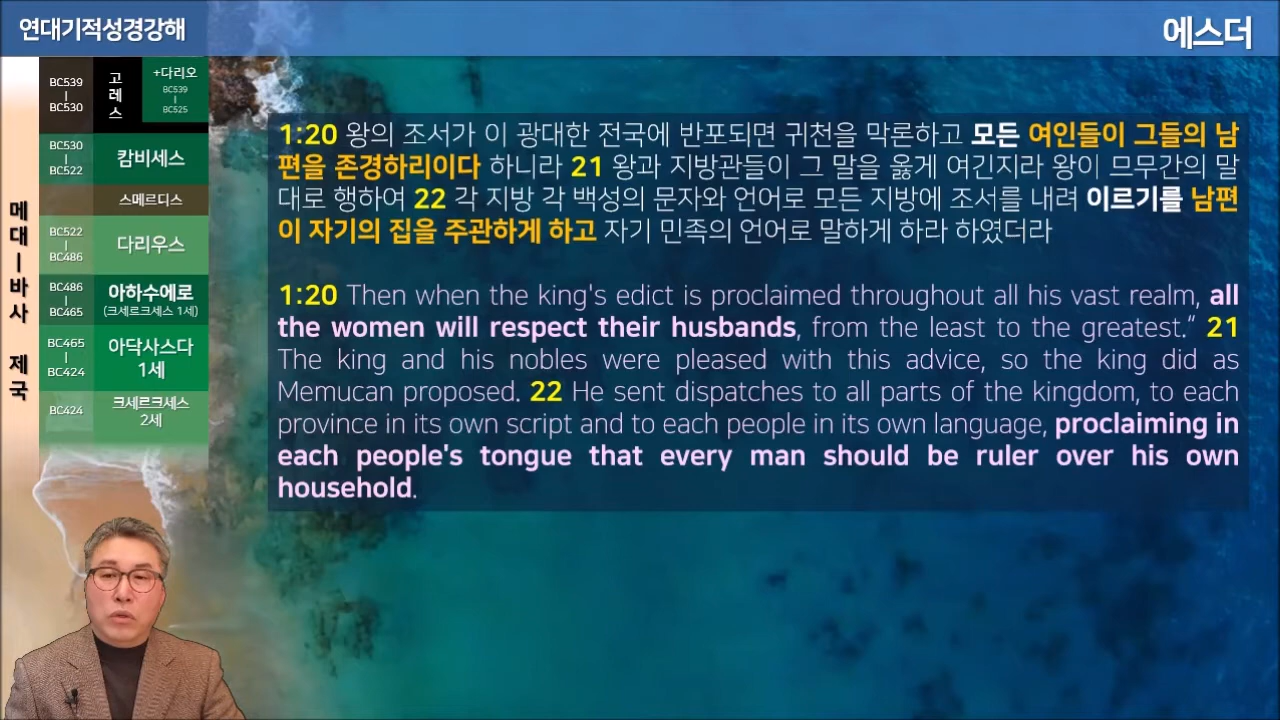 연대기적성경강해
에스더
메대ㅡ바사 제국
BC539
|
BC530
고레스
+다리오
BC539
|
BC525
BC530
|
BC522
캄비세스
스메르디스
BC522
|
BC486
다리우스
BC486
|
BC465
아하수에로
(크세르크세스 1세)
BC465
|
BC424
아닥사스다
1세
BC424
크세르크세스
2세
1:20 왕의 조서가 이 광대한 전국에 반포되면 귀천을 막론하고 모든 여인들이 그들의 남
편을 존경하리이다 하니라 21 왕과 지방관들이 그 말을 옳게 여긴지라 왕이 므무간의 말
대로 행하여 22 각 지방 각 백성의 문자와 언어로 모든 지방에 조서를 내려 이르기를 남편
이 자기의 집을 주관하게 하고 자기 민족의 언어로 말하게 하라 하였더라
1:20 Then when the king's edict is proclaimed throughout all his vast realm, all
the women will respect their husbands, from the least to the greatest.” 21
The king and his nobles were pleased with this advice, so the king did as
Memucan proposed. 22 He sent dispatches to all parts of the kingdom, to each
province in its own script and to each people in its own language, proclaiming in
each people's tongue that every man should be ruler over his own
household.